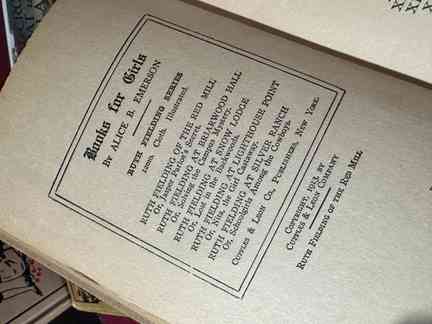 Books for Girls
By ALICE B. EMERSON
RUTH FIELDING SERIES
12mo. Cloth. Illustrated.
RUTH FIELDING OF THE RED MILL
Or, Jasper Parloe's Secret.
RUTH FIELDING AT BRIARWOOD HALL
Or, Solving the Campus Mystery.
RUTH FIELDING AT SNOW LODGE
Or, Lost in the Backwoods.
RUTH FIELDING AT LIGHTHOUSE POINT
Or, Nita, the Girl Castaway.
RUTH FIELDING AT SILVER RANCH
Or, Schoolgirls Among the Cowboys.
CUPPLES & LEON CO., PUBLISHERS, NEW YORK.
COPYRIGHT, 1913, BY
CUPPLES & LEON COMPANY
RUTH FIELDING OF THE RED MILL